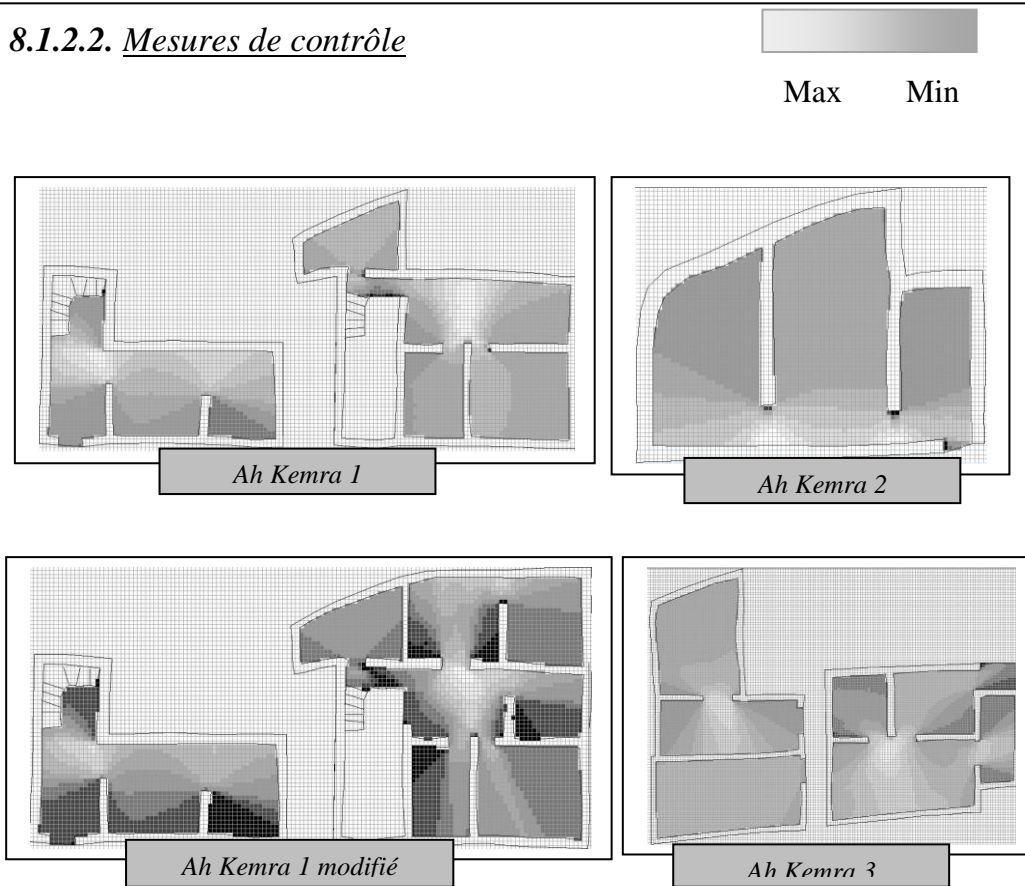 8.1.2.2. Mesures de contrôle
Max Min
Ah Kemra 1
Ah Kemra 2
Ah Kemra 1 modifié
Ah Kemra 3